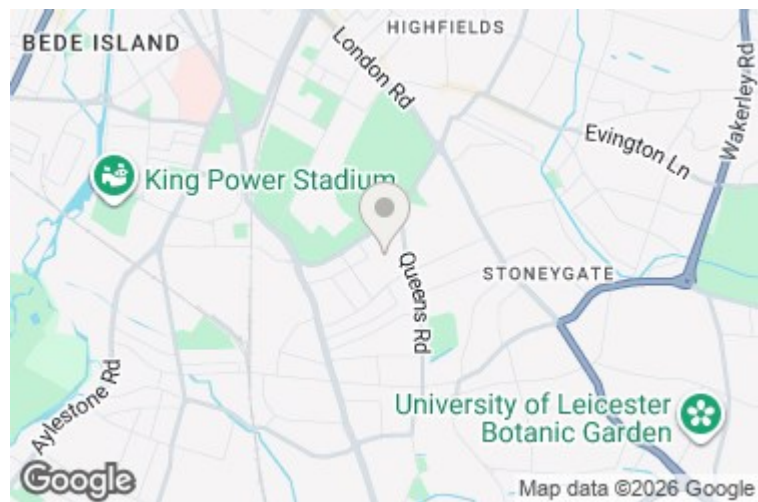 BEDE ISLAND
HIGHFIELDS
London Rd
Wakerley Rd
Evington Ln
King Power Stadium
STONEYGATE
Queens Rd
Aylestone Rd
University of Leicester
Botanic Garden
Google
Map data ©2026 Google